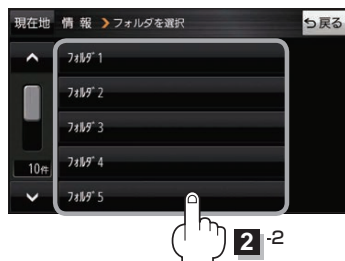 現在地 情 報 フォルダを選択 戻る
ﾌｫﾙﾀﾞ 1
ﾌｫﾙﾀﾞ 2
ﾌｫﾙﾀﾞ 3
ﾌｫﾙﾀﾞ 4
10件
ﾌｫﾙﾀﾞ 5
2 -2